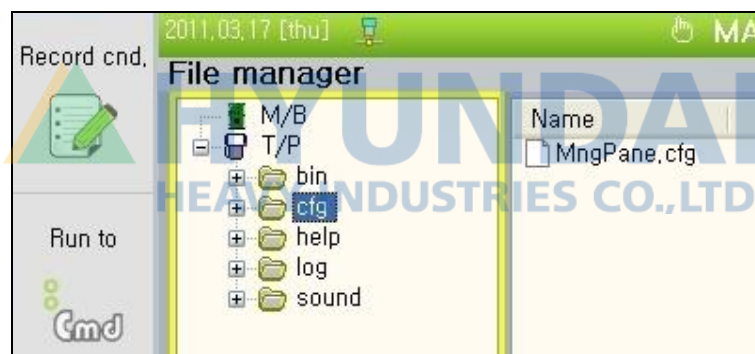 2011,03,17 [thu]
MA
Record cnd,
File manager
M/B
T/P
bin
cfg
help
log
sound
Name
MngPane,cfg
HYUNDAI
HEAVY INDUSTRIES CO.,LTD
Run to
Cmd